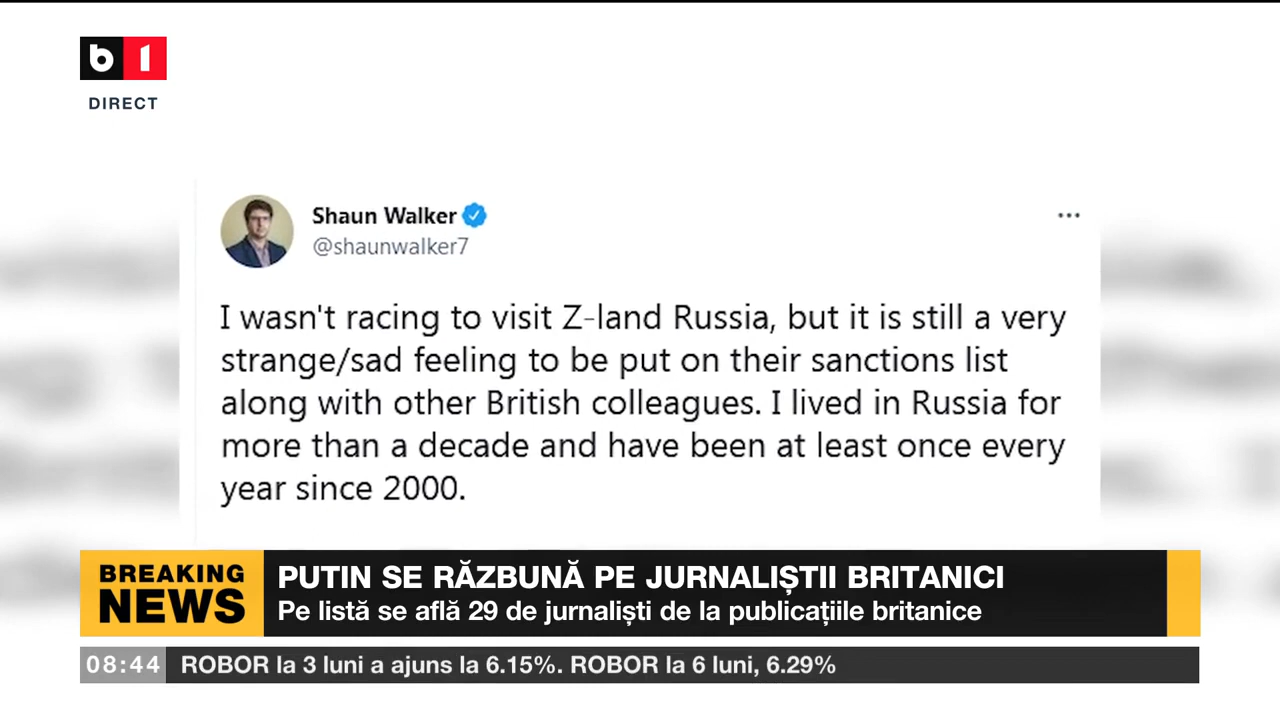 b1
DIRECT
Shaun Walker
@shaunwalker7
I wasn't racing to visit Z-land Russia, but it is still a very
strange/sad feeling to be put on their sanctions list
along with other British colleagues. I lived in Russia for
more than a decade and have been at least once every
year since 2000.
BREAKING
NEWS
PUTIN SE RĂZBUNĂ PE JURNALIȘTII BRITANICI
Pe listă se află 29 de jurnaliști de la publicațiile britanice
08:44 ROBOR la 3 luni a ajuns la 6.15%. ROBOR la 6 luni, 6.29%